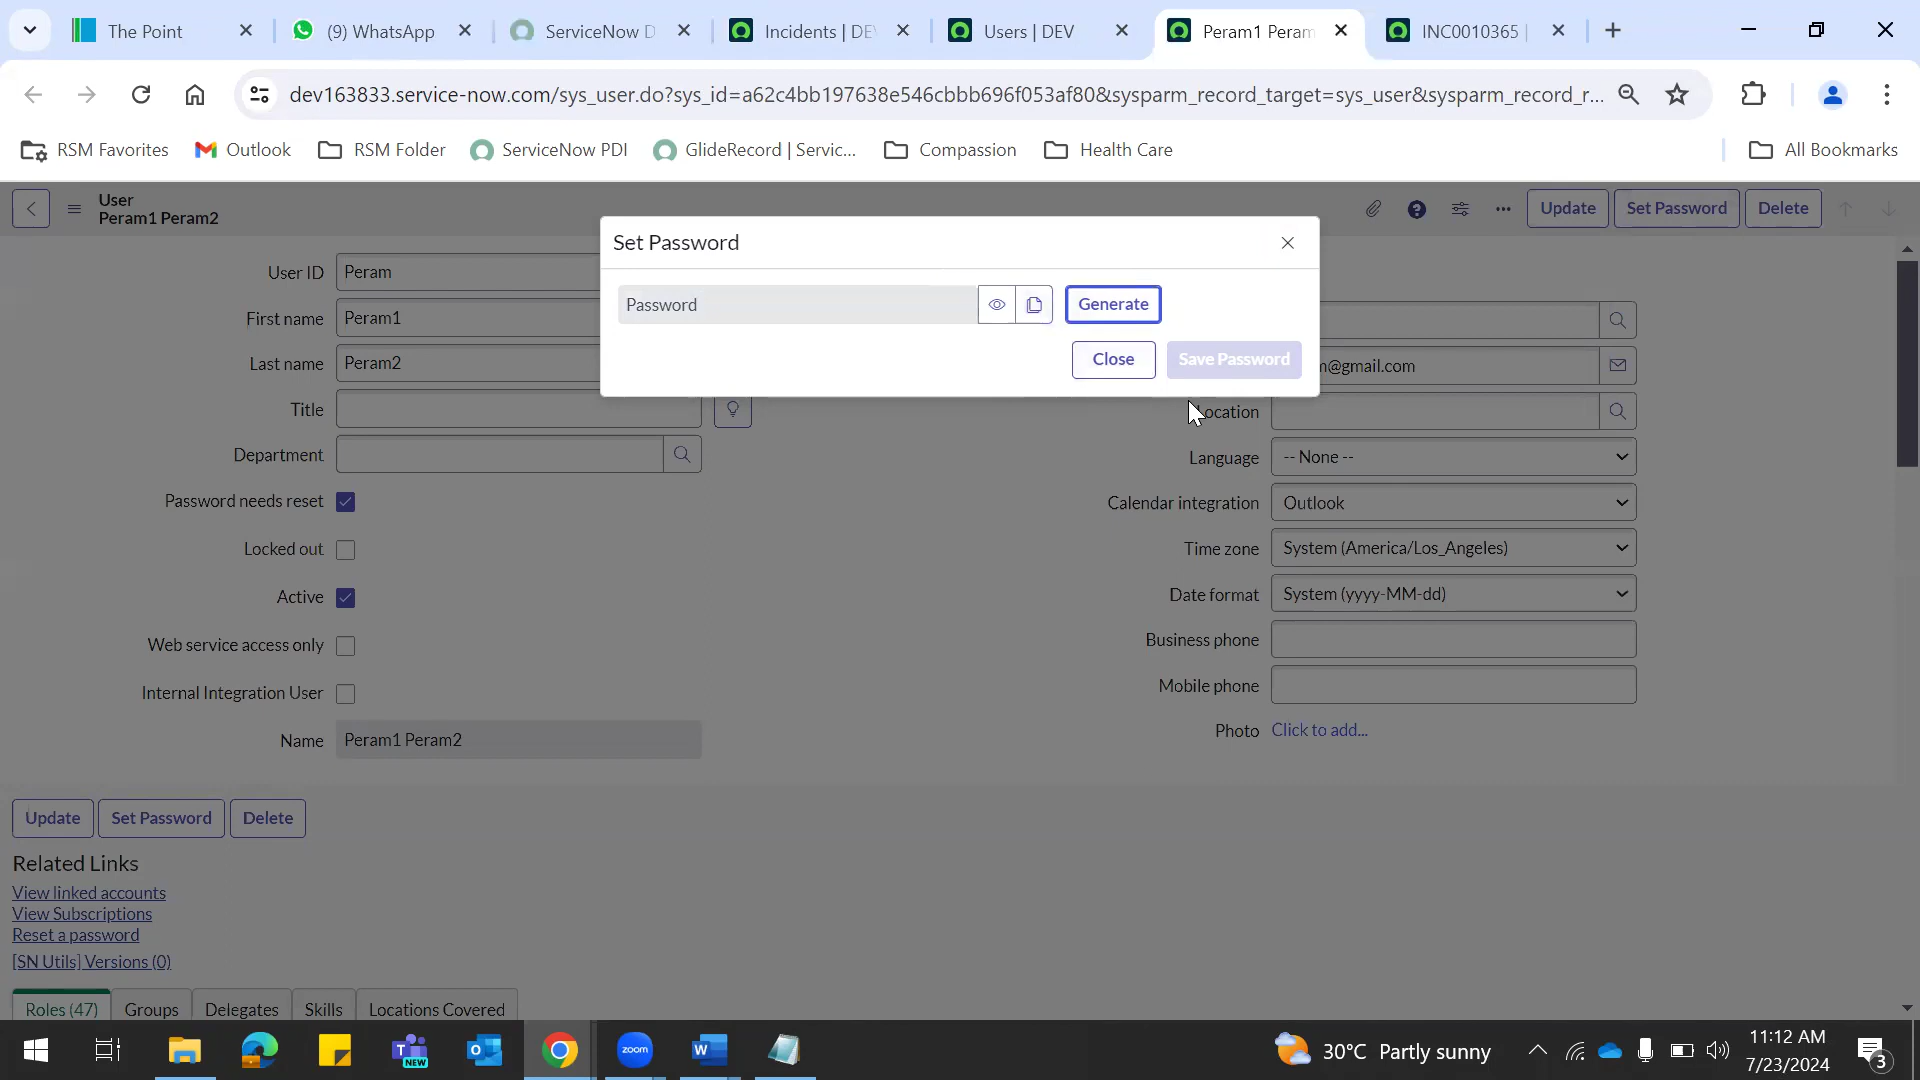 The Point
(9) WhatsApp
ServiceNow D
Incidents | DE
Users | DEV
Peram1 Peram
INC0010365 |
dev163833.service-now.com/sys_user.do?sys_id=a62c4bb197638e546cbbb696f053af80&sysparm_record_target=sys_user&sysparm_record_r...
RSM Favorites
Outlook
RSM Folder
ServiceNow PDI
GlideRecord | Servic...
Compassion
Health Care
All Bookmarks
User
Peram1 Peram2
Update
Set Password
Delete
Set Password
Password
Generate
Close
Save Password
User ID
Peram
First name
Peram1
Last name
Peram2
Title
Department
Password needs reset
Locked out
Active
Web service access only
Internal Integration User
Name
Peram1 Peram2
m@gmail.com
Location
Language
-- None --
Calendar integration
Outlook
Time zone
System (America/Los_Angeles)
Date format
System (yyyy-MM-dd)
Business phone
Mobile phone
Photo
Click to add...
Update
Set Password
Delete
Related Links
View linked accounts
View Subscriptions
Reset a password
[SN Utils] Versions (0)
Roles (47)
Groups
Delegates
Skills
Locations Covered
NEW
zoom
30°C Partly sunny
11:12 AM
7/23/2024
3